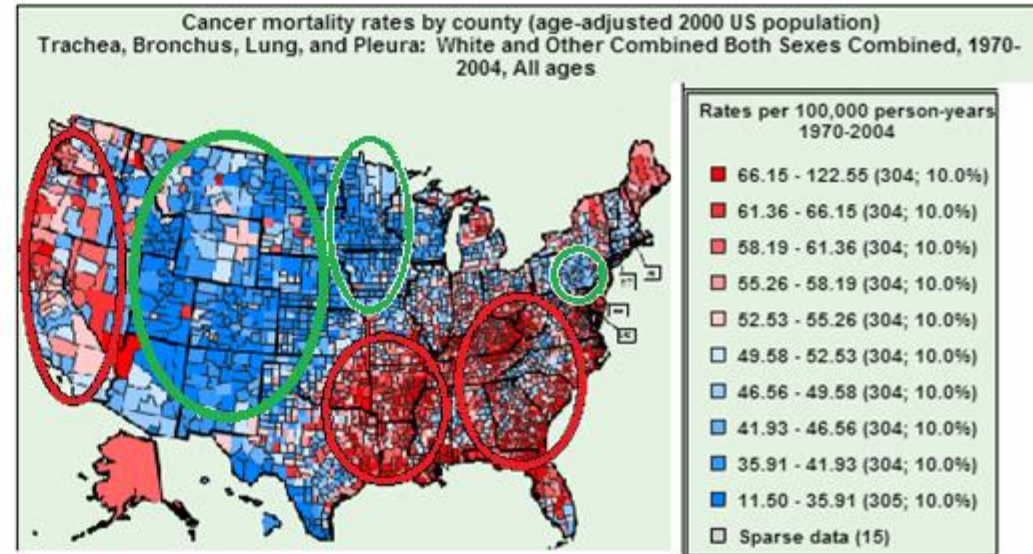 Cancer mortality rates by county (age-adjusted 2000 US population)
Trachea, Bronchus, Lung, and Pleura: White and Other Combined Both Sexes Combined, 1970-
2004, All ages
Rates per 100,000 person-years
1970-2004
66.15 - 122.55 (304; 10.0%)
61.36 - 66.15 (304; 10.0%)
58.19 - 61.36 (304; 10.0%)
55.26 - 58.19 (304; 10.0%)
52.53 - 55.26 (304; 10.0%)
49.58 - 52.53 (304; 10.0%)
46.56 - 49.58 (304; 10.0%)
41.93 - 46.56 (304; 10.0%)
35.91 - 41.93 (304; 10.0%)
11.50 - 35.91 (305; 10.0%)
Sparse data (15)